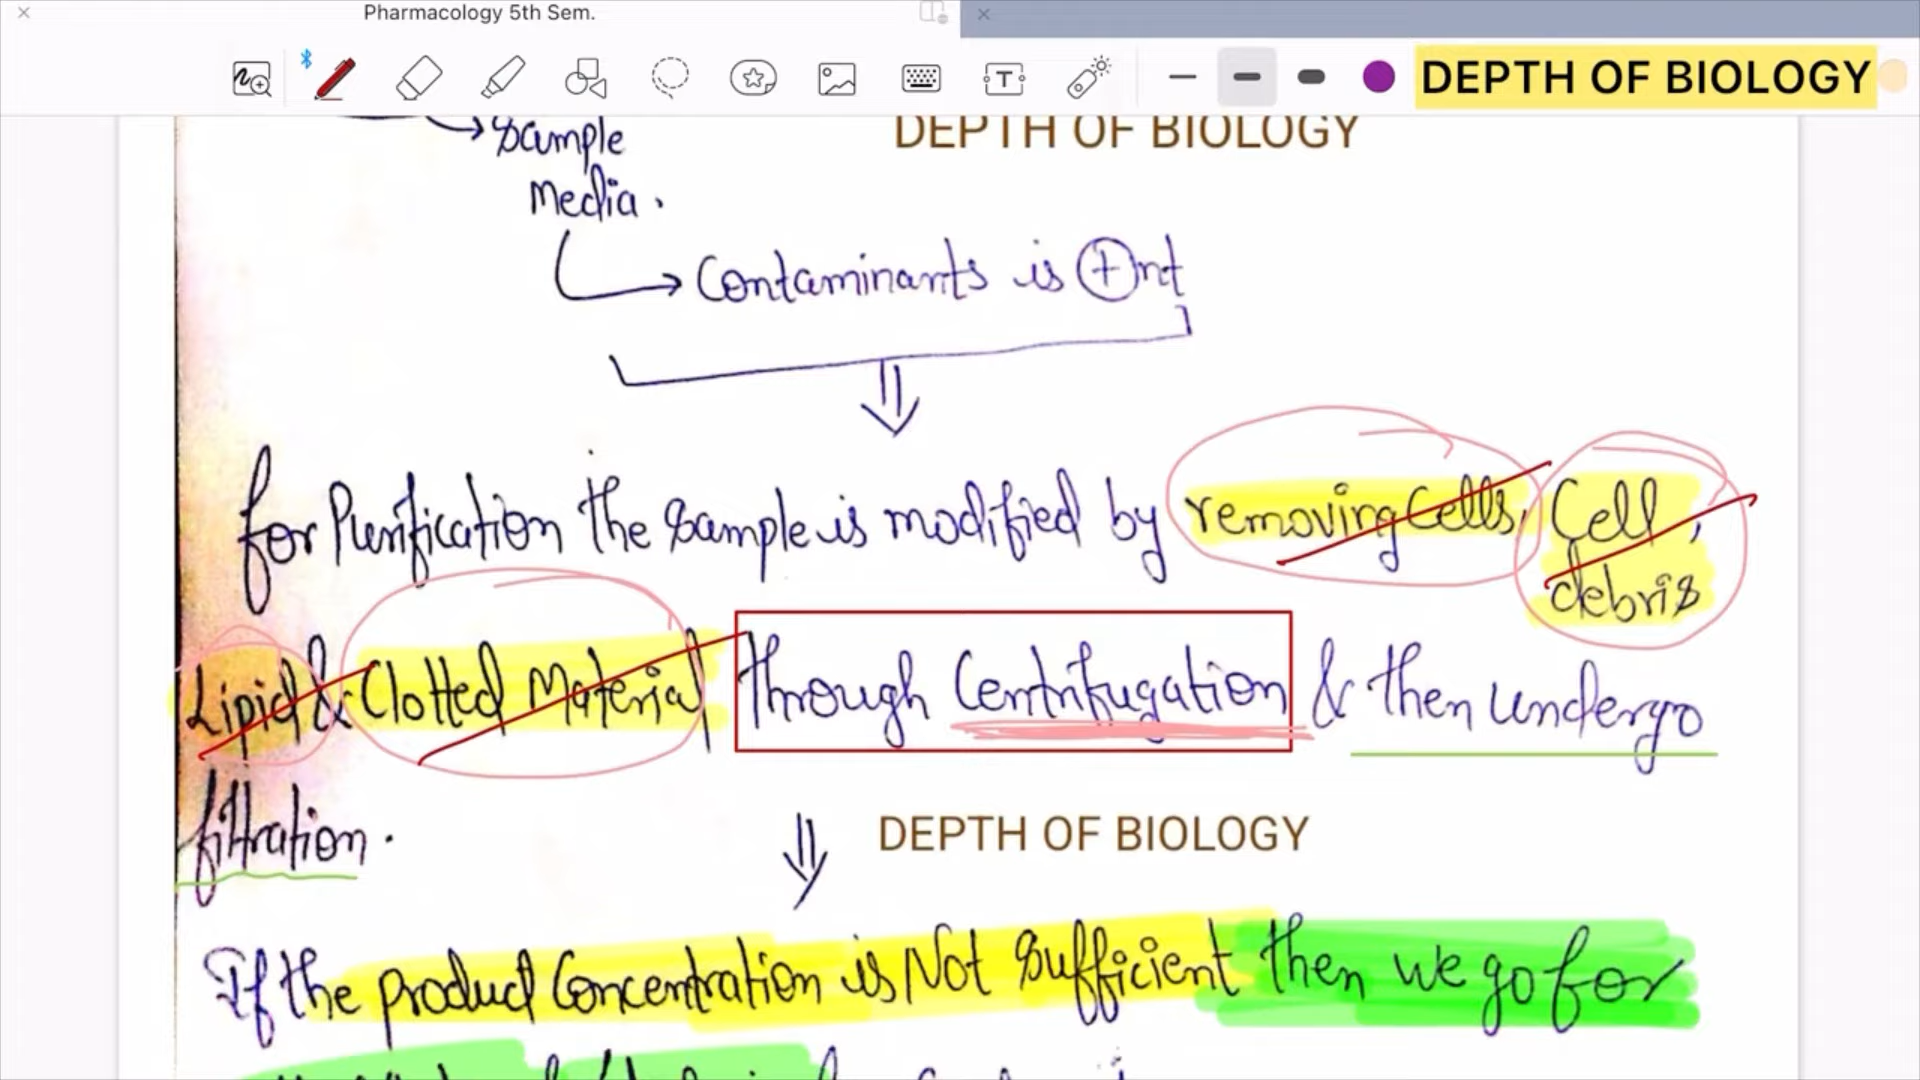 Pharmacology 5th Sem.
DEPTH OF BIOLOGY
DEPTH OF BIOLOGY
→ Sample
Media.
→ Contaminants is ⊕nt
for Purification the Sample is modified by removing Cells, Cell,
debris
Lipid & Clotted Material through Centrifugation & then undergo
filtration.
DEPTH OF BIOLOGY
If the product Concentration is Not Sufficient then we go for